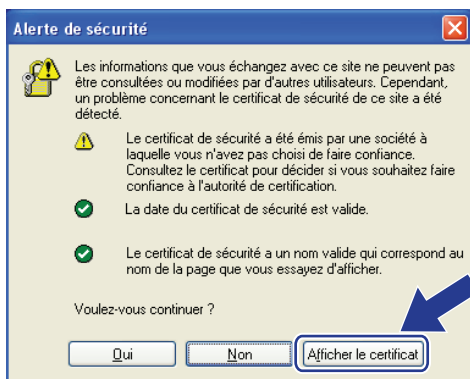 Alerte de sécurité
Les informations que vous échangez avec ce site ne peuvent pas
être consultées ou modifiées par d'autres utilisateurs. Cependant,
un problème concernant le certificat de sécurité de ce site a été
détecté.
Le certificat de sécurité a été émis par une société à
laquelle vous n'avez pas choisi de faire confiance.
Consultez le certificat pour décider si vous souhaitez faire
confiance à l'autorité de certification.
La date du certificat de sécurité est valide.
Le certificat de sécurité a un nom valide qui correspond au
nom de la page que vous essayez d'afficher.
Voulez-vous continuer ?
Oui Non Afficher le certificat